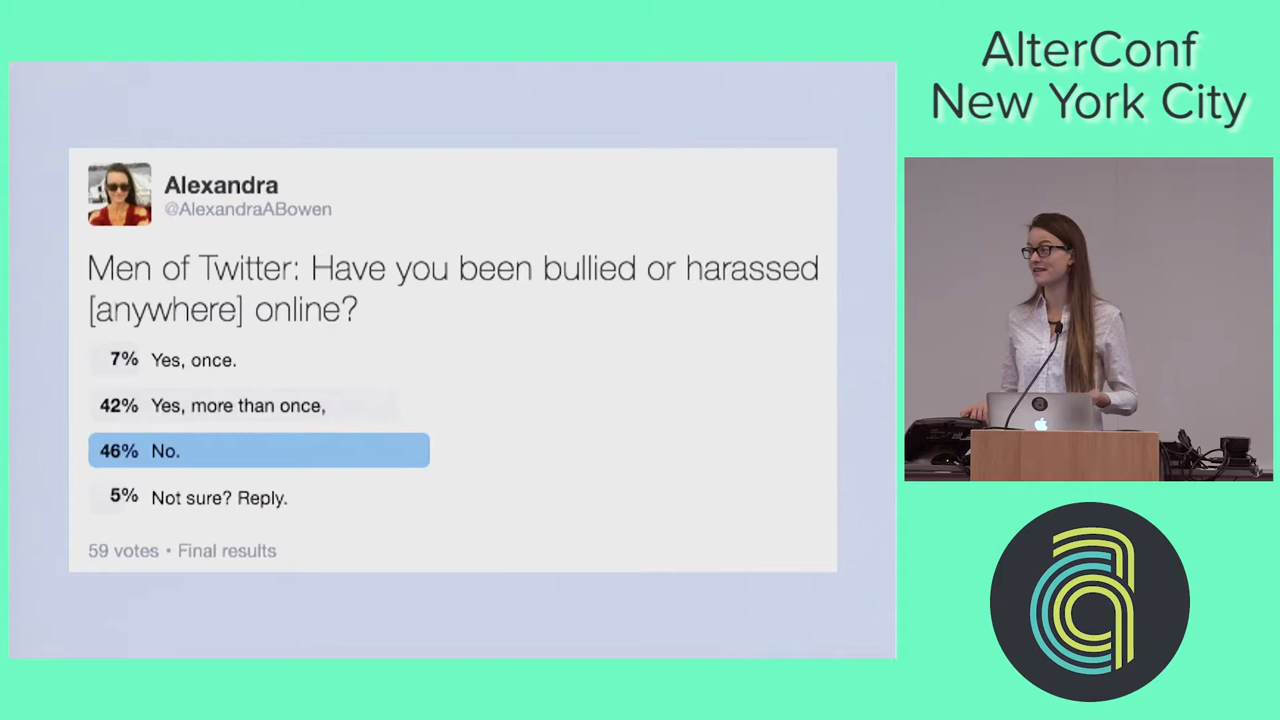 AlterConf
New York City
Alexandra
@AlexandraABowen
Men of Twitter: Have you been bullied or harassed
[anywhere] online?
7% Yes, once.
42% Yes, more than once,
46% No.
5% Not sure? Reply.
59 votes • Final results